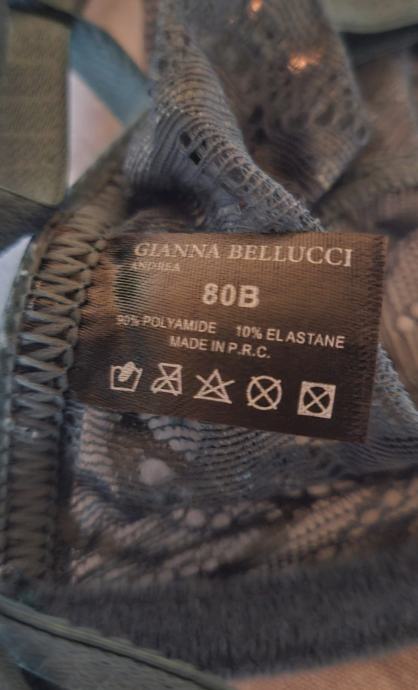 GIANNA BELLUCCI
ANDREA
80B
90% POLYAMIDE 10% ELASTANE
MADE IN P.R.C.